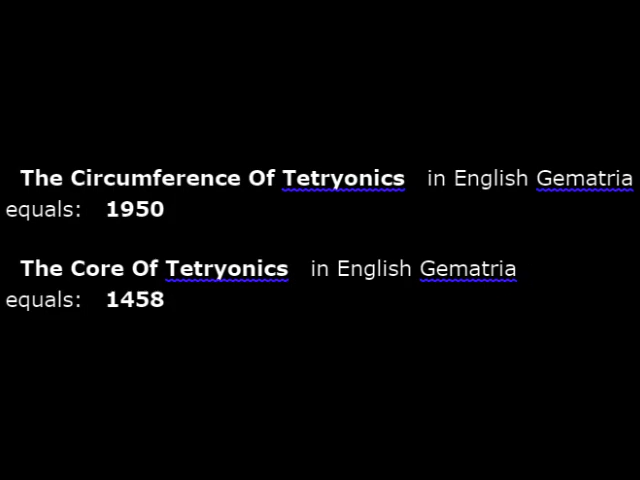 The Circumference Of Tetryonics in English Gematria
equals: 1950
The Core Of Tetryonics in English Gematria
equals: 1458